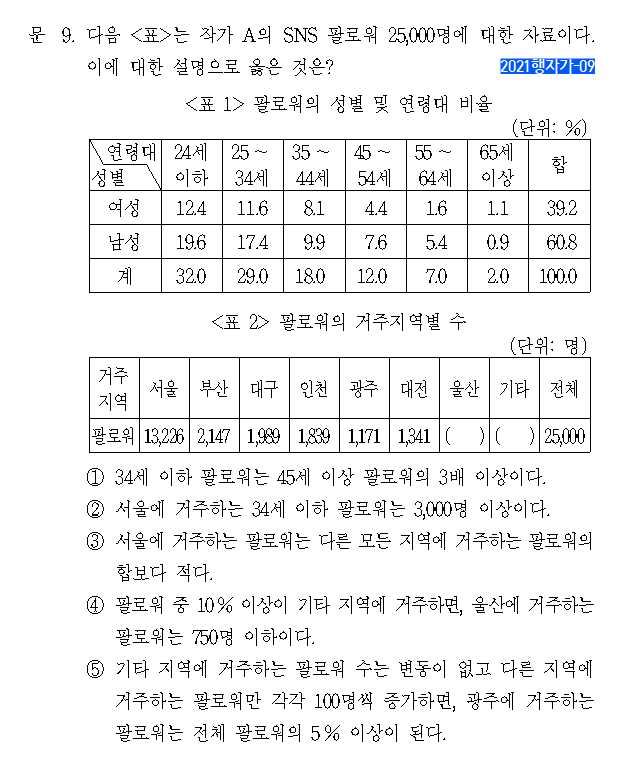 문 9. 다음 <표>는 작가 A의 SNS 팔로워 25,000명에 대한 자료이다.
이에 대한 설명으로 옳은 것은?
2021행자가-09
<표 1> 팔로워의 성별 및 연령대 비율
(단위: %)
연령대 24세 25 ~ 35 ~ 45 ~ 55 ~ 65세 합
성별 이하 34세 44세 54세 64세 이상
여성 12.4 11.6 8.1 4.4 1.6 1.1 39.2
남성 19.6 17.4 9.9 7.6 5.4 0.9 60.8
계 32.0 29.0 18.0 12.0 7.0 2.0 100.0
<표 2> 팔로워의 거주지역별 수
(단위: 명)
거주 서울 부산 대구 인천 광주 대전 울산 기타 전체
지역
팔로워 13,226 2,147 1,989 1,839 1,171 1,341 ( ) ( ) 25,000
① 34세 이하 팔로워는 45세 이상 팔로워의 3배 이상이다.
② 서울에 거주하는 34세 이하 팔로워는 3,000명 이상이다.
③ 서울에 거주하는 팔로워는 다른 모든 지역에 거주하는 팔로워의
합보다 적다.
④ 팔로워 중 10% 이상이 기타 지역에 거주하면, 울산에 거주하는
팔로워는 750명 이하이다.
⑤ 기타 지역에 거주하는 팔로워 수는 변동이 없고 다른 지역에
거주하는 팔로워만 각각 100명씩 증가하면, 광주에 거주하는
팔로워는 전체 팔로워의 5% 이상이 된다.